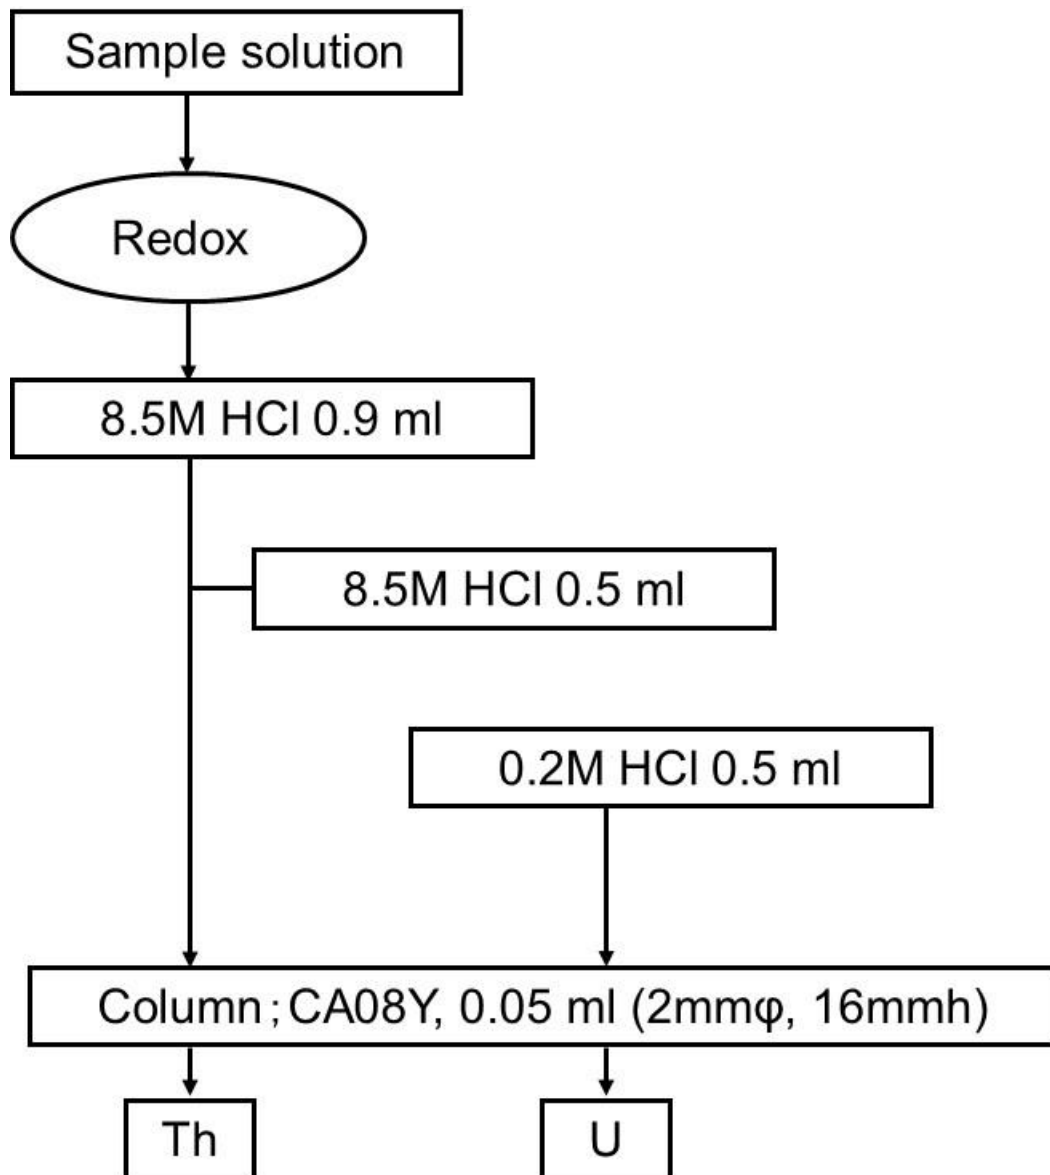 Sample solution
Redox
8.5M HCl 0.9 ml
8.5M HCl 0.5 ml
0.2M HCl 0.5 ml
Column ; CA08Y, 0.05 ml (2mmφ, 16mmh)
Th
U